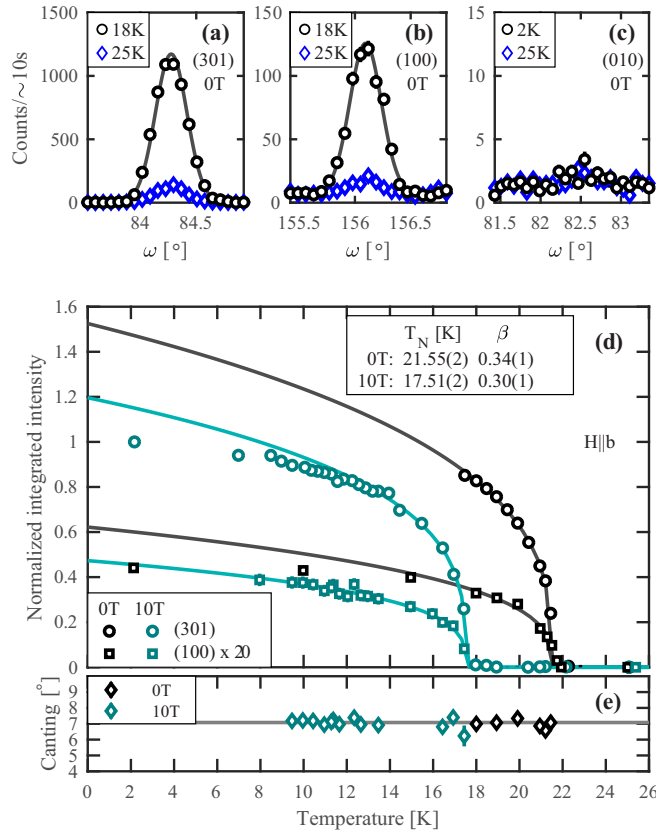 (a)
18K
25K
(301)
0T
1500
1000
500
0
84
84.5
ω [°]
Counts/~10s
(b)
18K
25K
(100)
0T
150
100
50
0
155.5
156
156.5
ω [°]
(c)
2K
25K
(010)
0T
15
10
5
0
81.5
82
82.5
83
ω [°]
(d)
T_N [K] β
0T: 21.55(2) 0.34(1)
10T: 17.51(2) 0.30(1)
H||b
1.6
1.4
1.2
1
0.8
0.6
0.4
0.2
0
Normalized integrated intensity
0T 10T
(301)
(100) x 20
(e)
0T
10T
9
8
7
6
5
4
Canting [°]
0 2 4 6 8 10 12 14 16 18 20 22 24 26
Temperature [K]